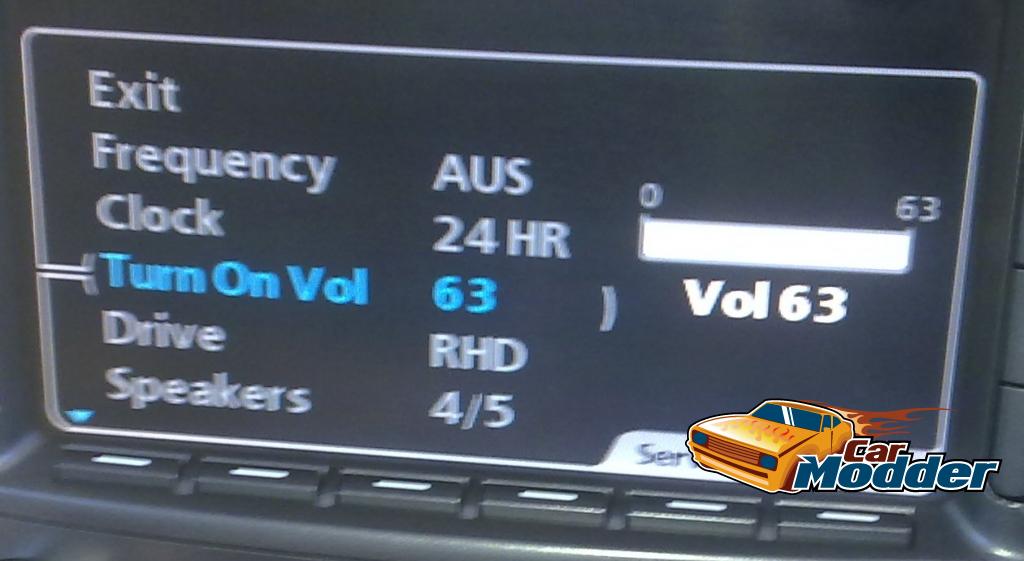 Exit
Frequency AUS
Clock 24 HR
Turn On Vol 63
Drive RHD
Speakers 4/5
0 63
Vol 63
Car
Modder